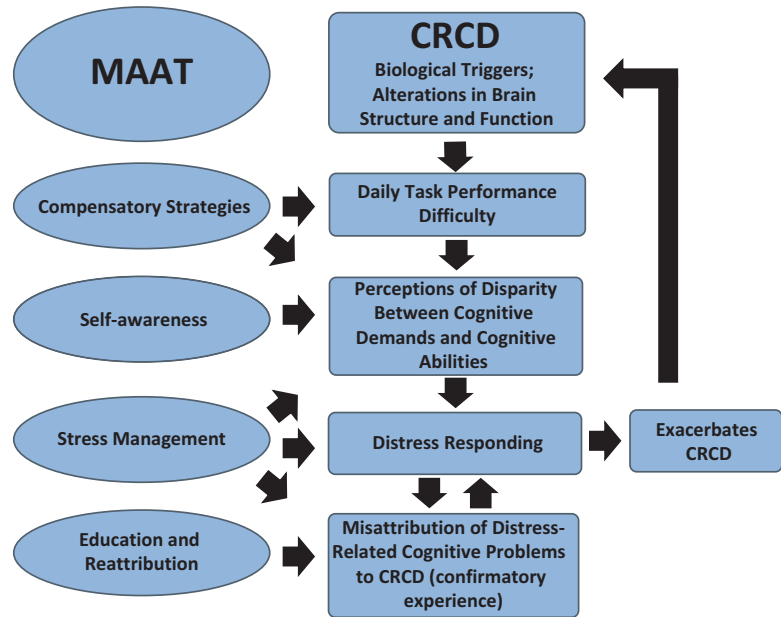 MAAT
CRCD
Biological Triggers;
Alterations in Brain
Structure and Function
Compensatory Strategies
Daily Task Performance
Difficulty
Self-awareness
Perceptions of Disparity
Between Cognitive
Demands and Cognitive
Abilities
Stress Management
Distress Responding
Exacerbates
CRCD
Education and
Reattribution
Misattribution of Distress-
Related Cognitive Problems
to CRCD (confirmatory
experience)